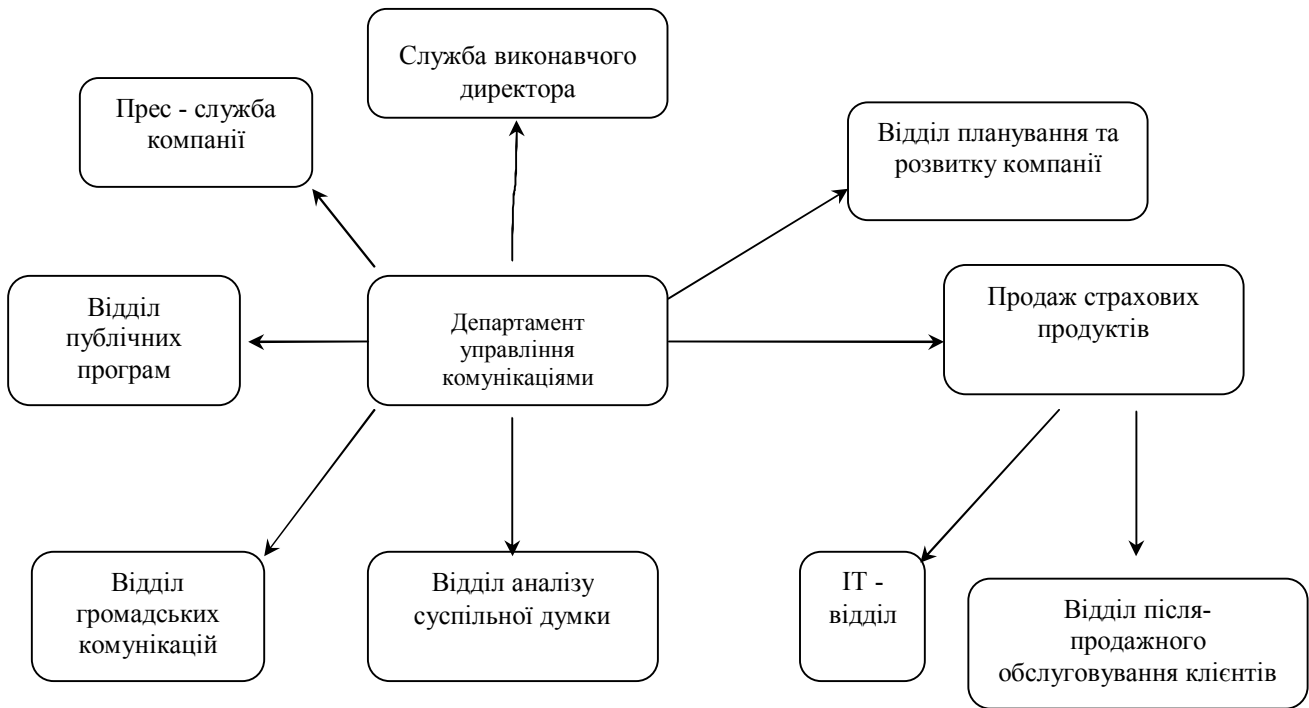 Служба виконавчого
директора
Прес - служба
компанії
Відділ планування та
розвитку компанії
Відділ
публічних
програм
Департамент
управління
комунікаціями
Продаж страхових
продуктів
Відділ
громадських
комунікацій
Відділ аналізу
суспільної думки
ІТ -
відділ
Відділ після-
продажного
обслуговування клієнтів